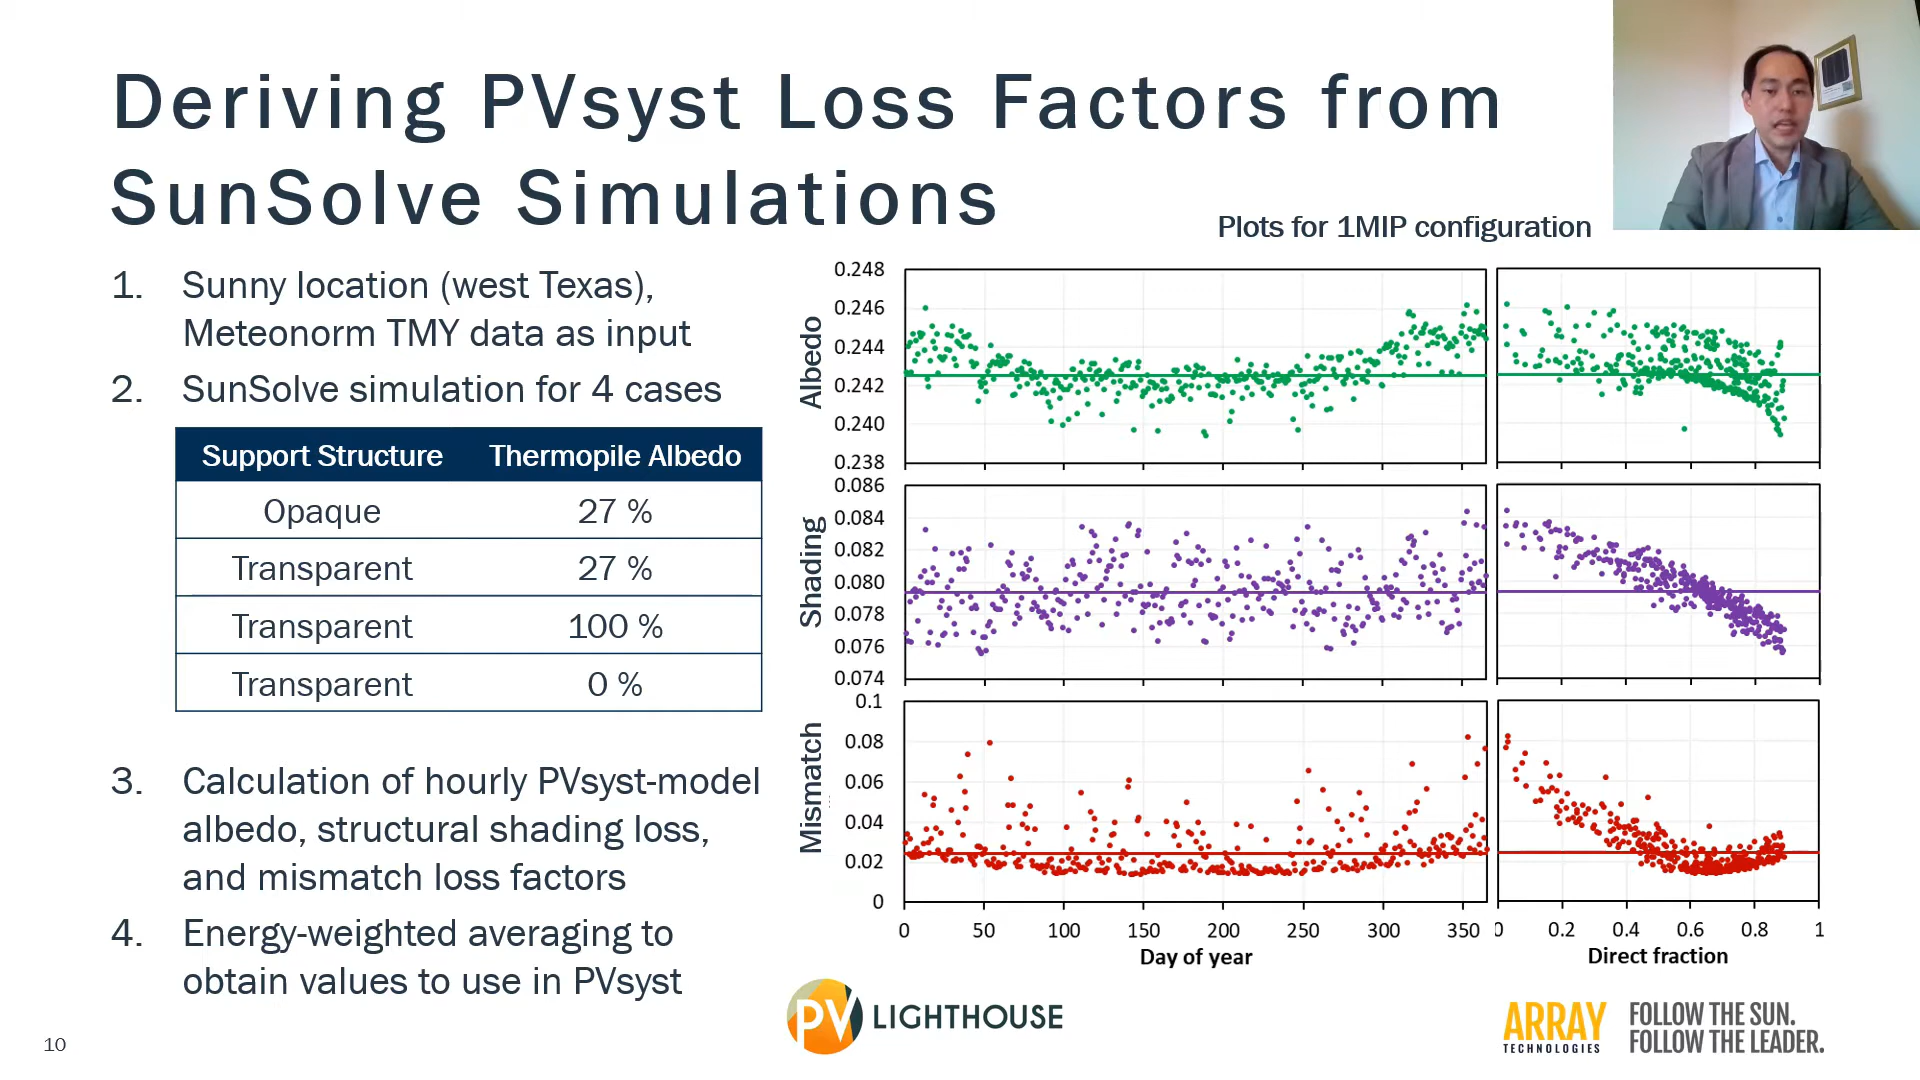 Deriving PVsyst Loss Factors from
SunSolve Simulations
Plots for 1MIP configuration
1. Sunny location (west Texas),
Meteonorm TMY data as input
2. SunSolve simulation for 4 cases
Support Structure Thermopile Albedo
Opaque 27 %
Transparent 27 %
Transparent 100 %
Transparent 0 %
3. Calculation of hourly PVsyst-model
albedo, structural shading loss,
and mismatch loss factors
4. Energy-weighted averaging to
obtain values to use in PVsyst
Albedo
0.248
0.246
0.244
0.242
0.240
0.238
Shading
0.086
0.084
0.082
0.080
0.078
0.076
0.074
Mismatch
0.1
0.08
0.06
0.04
0.02
0
0 50 100 150 200 250 300 350
Day of year
0 0.2 0.4 0.6 0.8 1
Direct fraction
PV LIGHTHOUSE
ARRAY
TECHNOLOGIES
FOLLOW THE SUN.
FOLLOW THE LEADER.
10